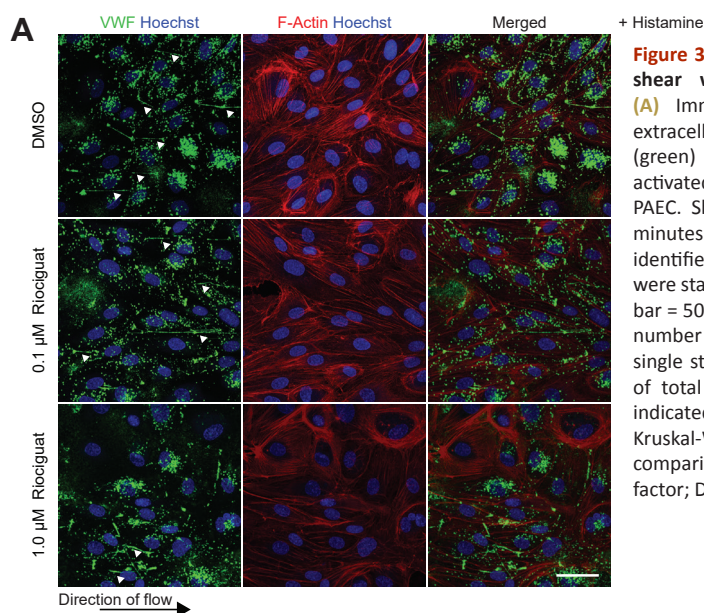 A
VWF Hoechst
F-Actin Hoechst
Merged
+ Histamine
DMSO
0.1 µM Riociguat
1.0 µM Riociguat
Direction of flow
Figure 3
shear w
(A) Imm
extracell
(green)
activated
PAEC. Sh
minutes
identifie
were sta
bar = 50
number
single st
of total
indicated
Kruskal-W
compari
factor; D